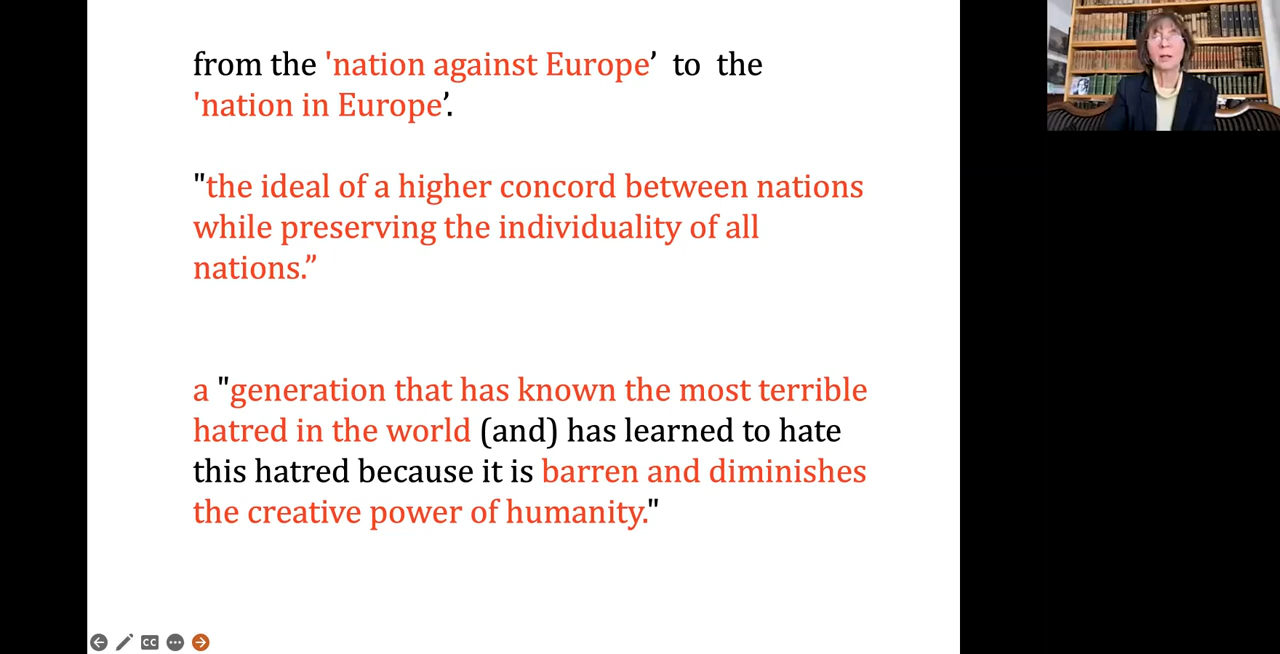 from the 'nation against Europe’ to the
'nation in Europe’.
"the ideal of a higher concord between nations
while preserving the individuality of all
nations.”
a "generation that has known the most terrible
hatred in the world (and) has learned to hate
this hatred because it is barren and diminishes
the creative power of humanity."
CC